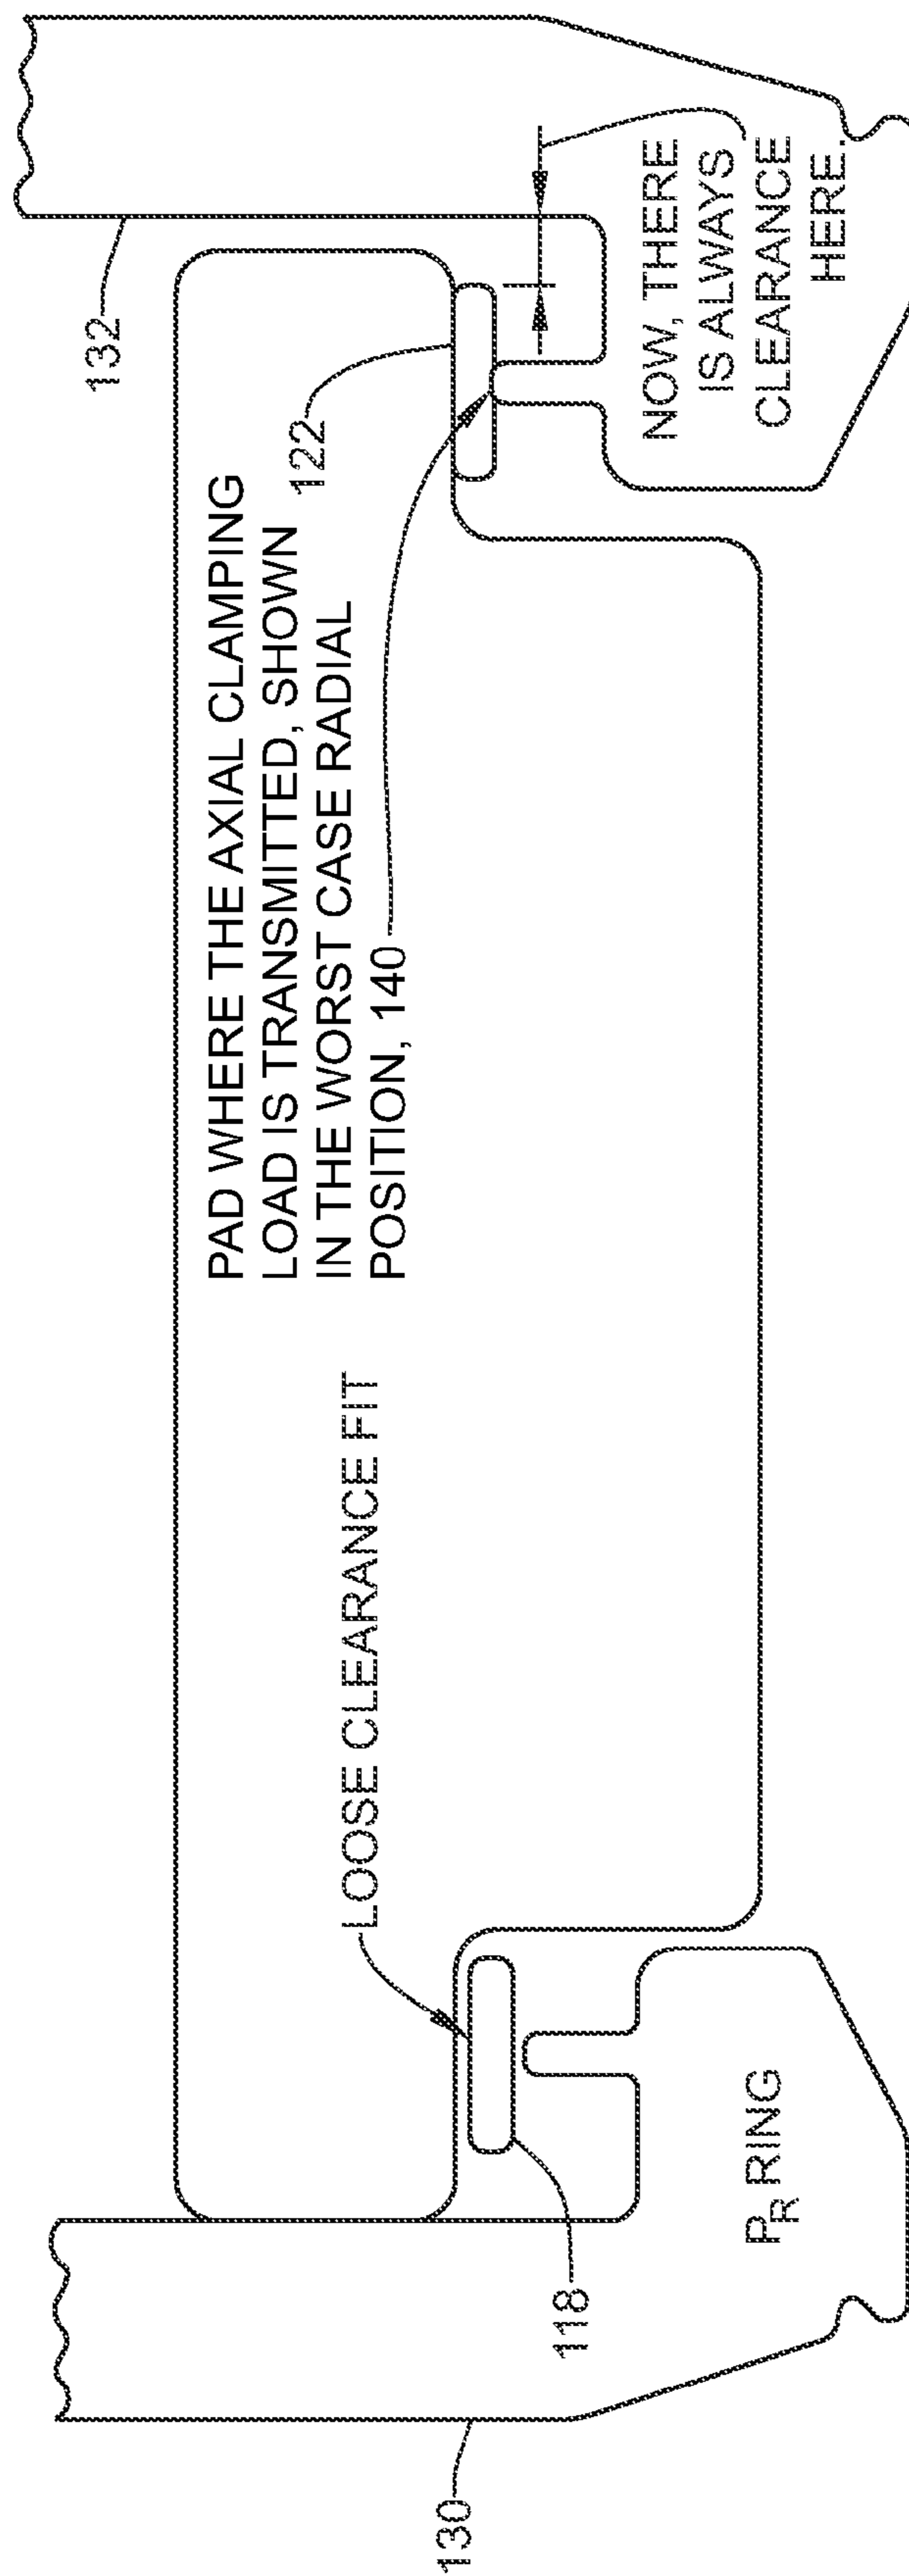 132
PAD WHERE THE AXIAL CLAMPING
LOAD IS TRANSMITTED, SHOWN
IN THE WORST CASE RADIAL
POSITION, 140
122
NOW, THERE
IS ALWAYS
CLEARANCE
HERE.
LOOSE CLEARANCE FIT
118
PR RING
130